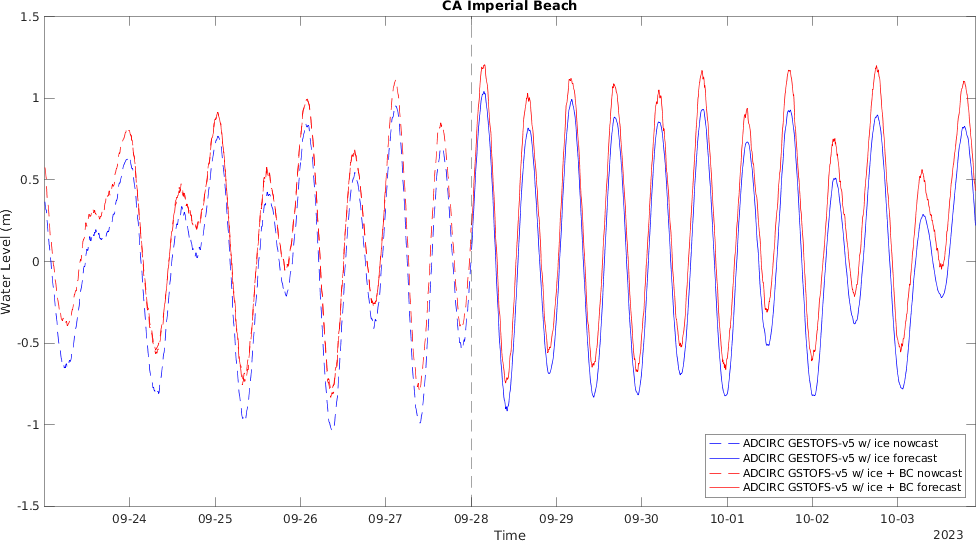 CA Imperial Beach
1.5
1
0.5
0
-0.5
-1
-1.5
Water Level (m)
09-24 09-25 09-26 09-27 09-28 09-29 09-30 10-01 10-02 10-03
Time
2023
ADCIRC GESTOFS-v5 w/ ice nowcast
ADCIRC GESTOFS-v5 w/ ice forecast
ADCIRC GSTOFS-v5 w/ ice + BC nowcast
ADCIRC GSTOFS-v5 w/ ice + BC forecast